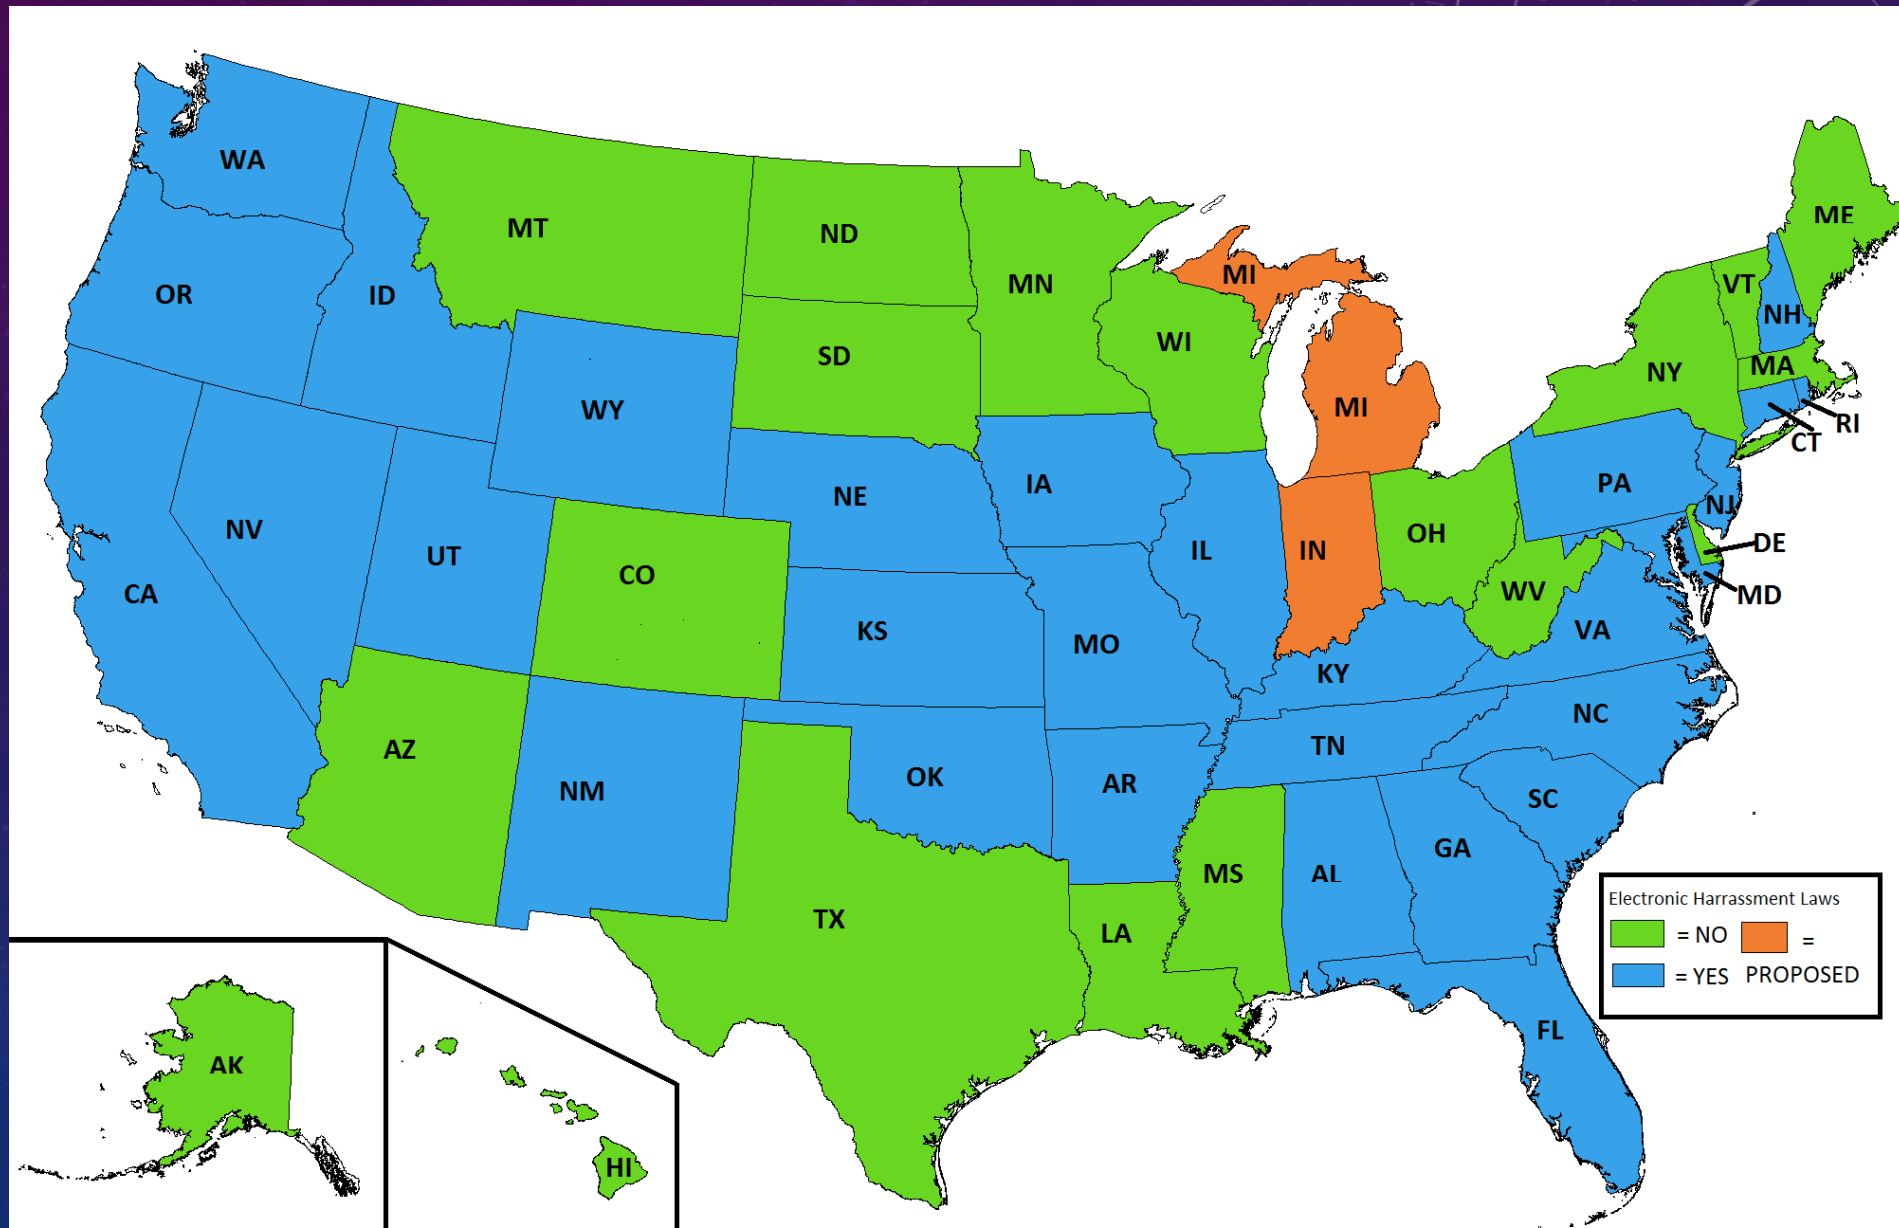 WA
MT
ND
MN
ME
OR
ID
MI
VT
NH
SD
WI
NY
MA
WY
MI
RI
CT
NE
IA
PA
NJ
NV
UT
CO
IL
IN
OH
DE
CA
KS
MO
WV
MD
VA
KY
NC
AZ
NM
OK
AR
TN
SC
TX
LA
MS
AL
GA
Electronic Harrassment Laws
= NO =
= YES PROPOSED
FL
AK
HI